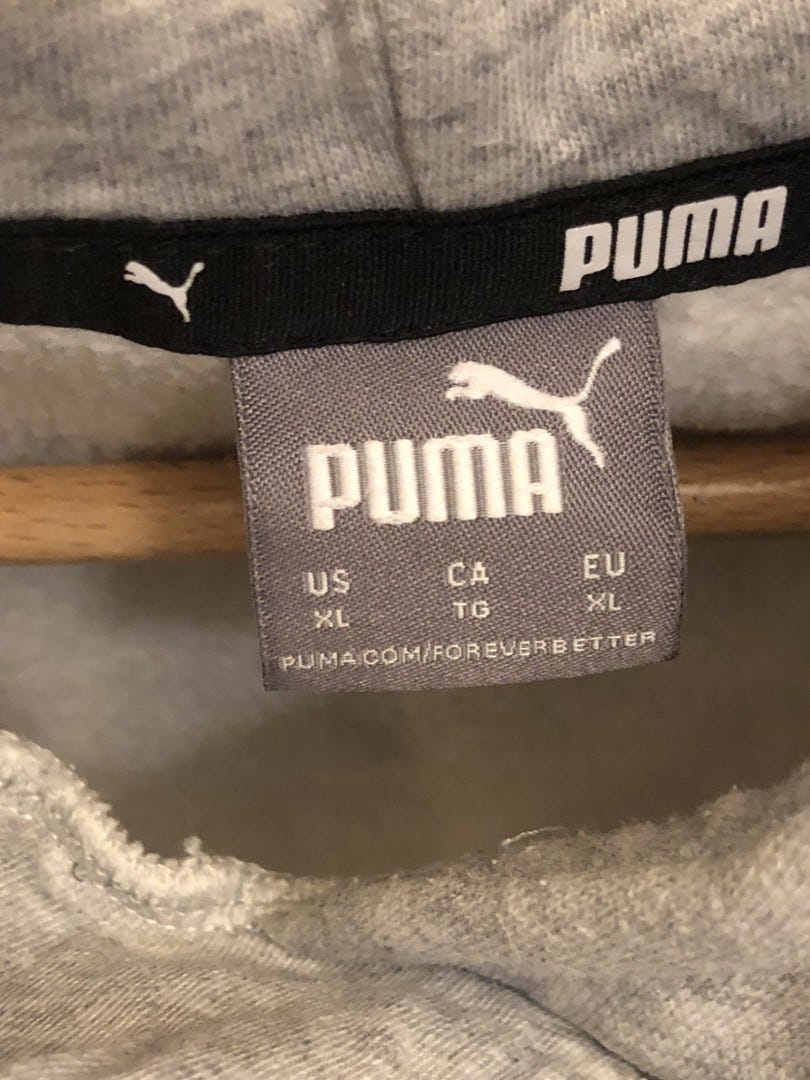 PUMA
PUMA
US CA EU
XL TG XL
PUMA.COM/FOREVERBETTER